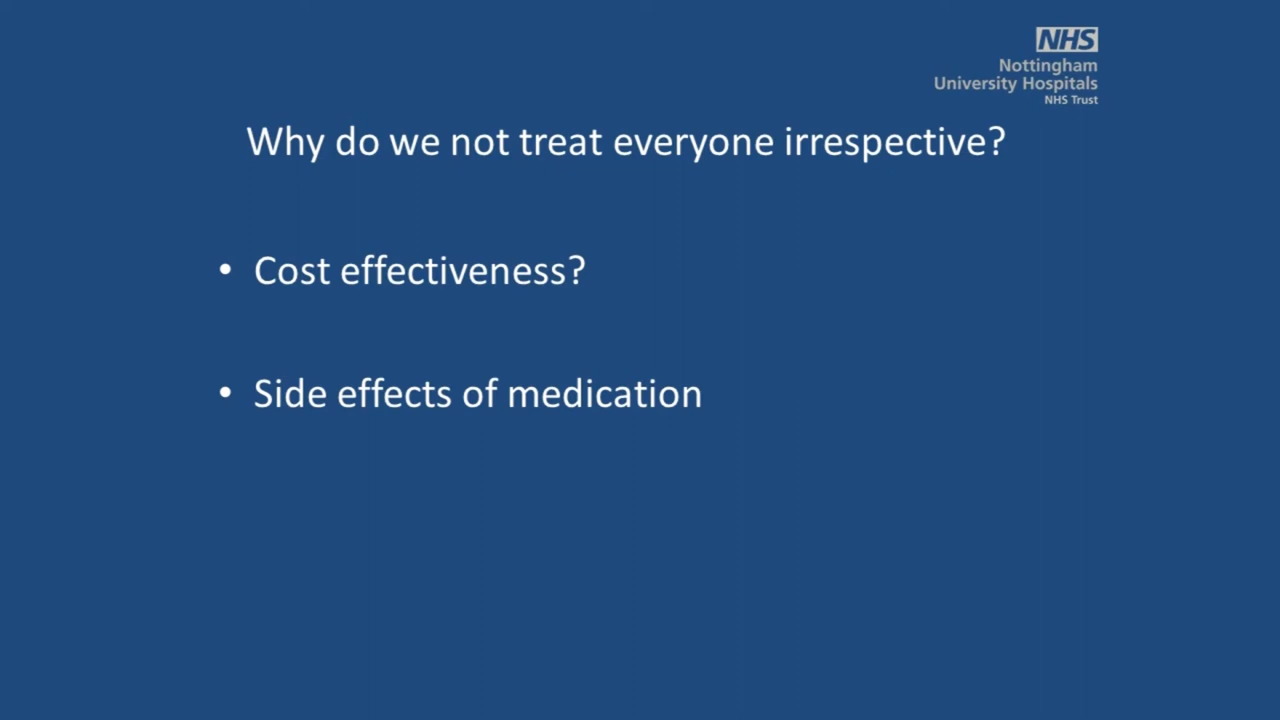 NHS
Nottingham
University Hospitals
NHS Trust
Why do we not treat everyone irrespective?
• Cost effectiveness?
• Side effects of medication